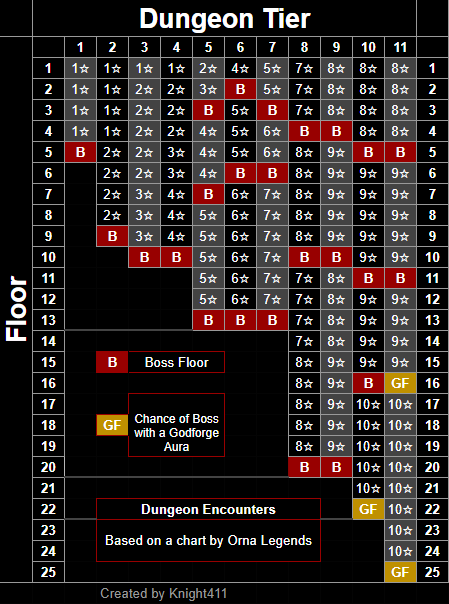 Dungeon Tier
1 2 3 4 5 6 7 8 9 10 11
Floor
1 1☆ 1☆ 1☆ 1☆ 2☆ 4☆ 5☆ 7☆ 8☆ 8☆ 8☆ 1
2 1☆ 1☆ 2☆ 2☆ 3☆ B 5☆ 7☆ 8☆ 8☆ 8☆ 2
3 1☆ 1☆ 2☆ 2☆ B 5☆ B 7☆ 8☆ 8☆ 8☆ 3
4 1☆ 1☆ 2☆ 2☆ 4☆ 5☆ 6☆ B B 8☆ 8☆ 4
5 B 2☆ 2☆ 2☆ 4☆ 5☆ 6☆ 8☆ 9☆ B B 5
6 2☆ 2☆ 3☆ 4☆ B B 8☆ 9☆ 9☆ 9☆ 6
7 2☆ 3☆ 4☆ B 6☆ 7☆ 8☆ 9☆ 9☆ 9☆ 7
8 2☆ 3☆ 4☆ 5☆ 6☆ 7☆ 8☆ 9☆ 9☆ 9☆ 8
9 B 3☆ 4☆ 5☆ 6☆ 7☆ 8☆ 9☆ 9☆ 9☆ 9
10 B B 5☆ 6☆ 7☆ B B 9☆ 9☆ 10
11 5☆ 6☆ 7☆ 7☆ 8☆ B B 11
12 5☆ 6☆ 7☆ 7☆ 8☆ 9☆ 9☆ 12
13 B B B 7☆ 8☆ 9☆ 9☆ 13
14 7☆ 8☆ 9☆ 9☆ 14
15 B Boss Floor 8☆ 9☆ 9☆ 9☆ 15
16 8☆ 9☆ B GF 16
17 8☆ 9☆ 10☆ 10☆ 17
18 GF Chance of Boss
with a Godforge
Aura 8☆ 9☆ 10☆ 10☆ 18
19 8☆ 9☆ 10☆ 10☆ 19
20 B B 10☆ 10☆ 20
21 10☆ 10☆ 21
22 Dungeon Encounters GF 10☆ 22
23 10☆ 23
Based on a chart by Orna Legends
24 10☆ 24
25 GF 25
Created by Knight411